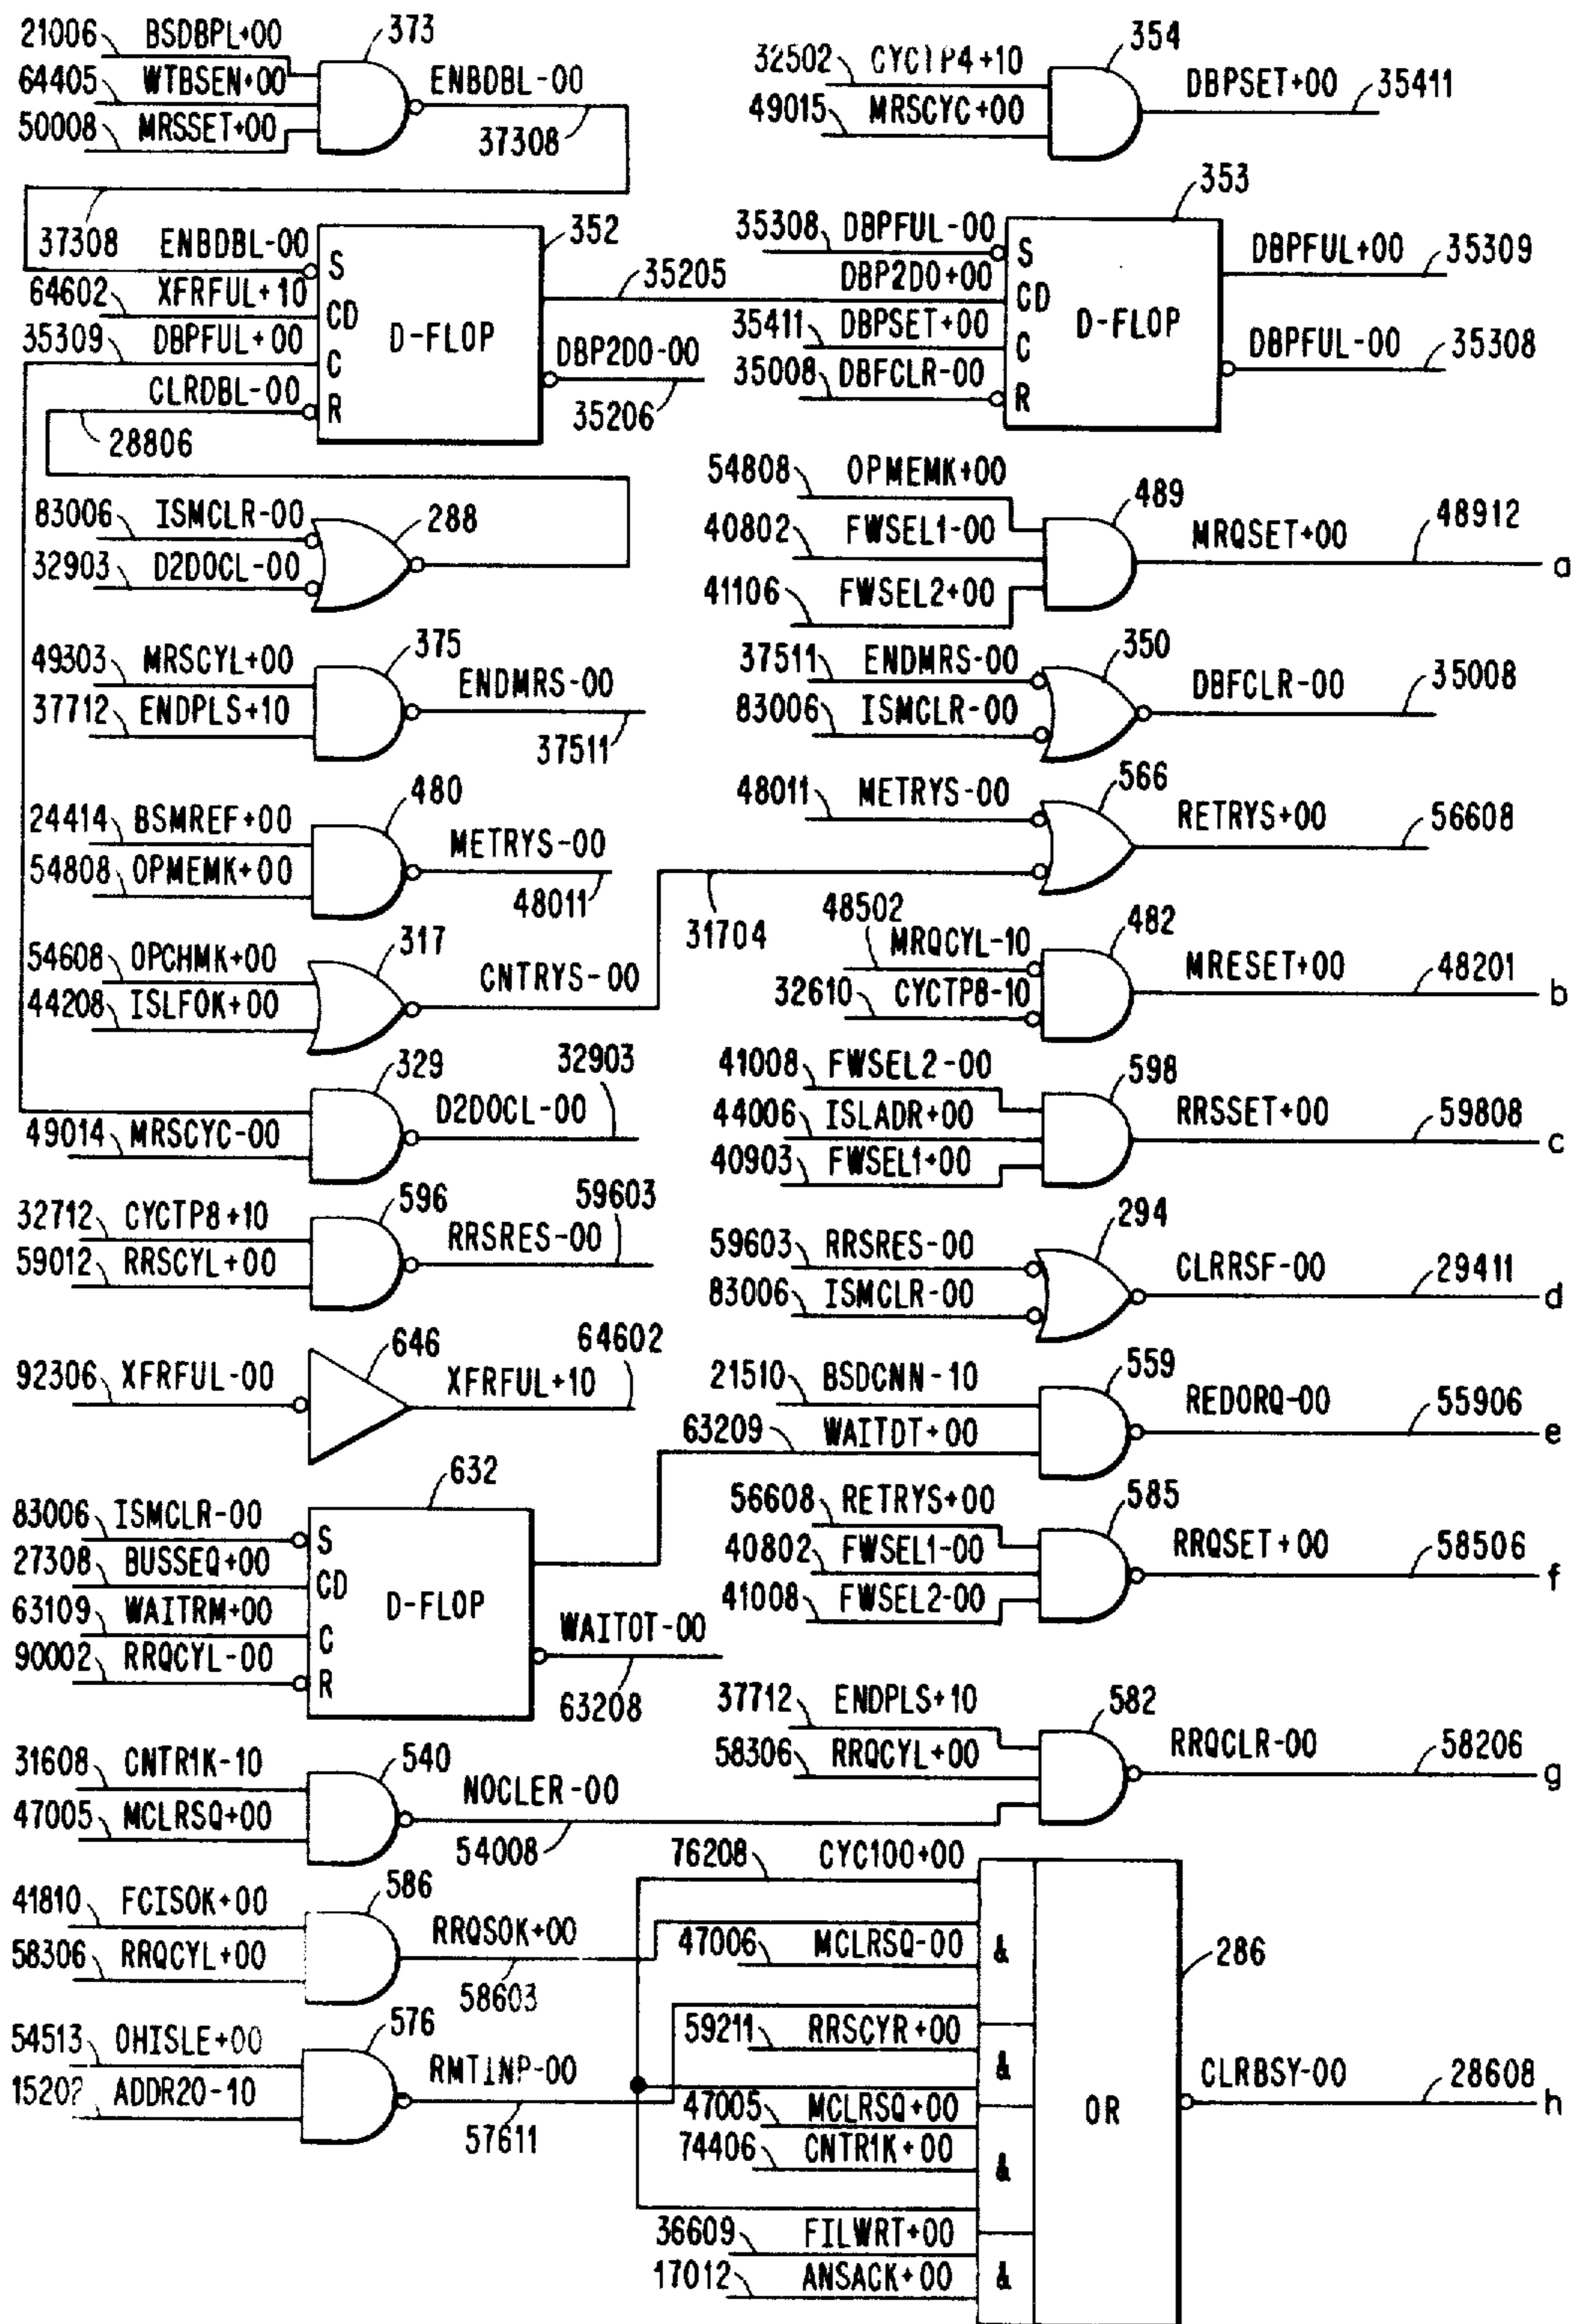 21006 BSDBPL+00
373
64405 WTBSEN+00
ENBDBL-00
50008 MRSSET+00
37308
354
32502 CYCTP4+10
DBPSET+00 35411
49015 MRSCYC+00
352
37308 ENBDBL-00
S
64602 XFRFUL+10
CD
35205
35309 DBPFUL+00
C
D-FLOP
DBP2D0-00
CLRDBL-00
R
35206
28806
353
35308 DBPFUL-00
S
DBPFUL+00 35309
DBP2D0+00
CD
D-FLOP
35411 DBPSET+00
C
DBPFUL-00 35308
35008 DBFCLR-00
R
83006 ISMCLR-00
288
32903 D2DOCL-00
54808 OPMEMK+00
489
40802 FWSEL1-00
MRQSET+00 48912 a
41106 FWSEL2+00
49303 MRSCYL+00
375
ENDMRS-00
37712 ENDPLS+10
37511
37511 ENDMRS-00
350
DBFCLR-00 35008
83006 ISMCLR-00
24414 BSMREF+00
480
METRYS-00
54808 OPMEMK+00
48011
48011 METRYS-00
566
RETRYS+00 56608
31704
54608 OPCHMK+00
317
CNTRYS-00
44208 ISLFOK+00
48502
MRQCYL-10
482
MRESET+00 48201 b
32610 CYCTP8-10
329
32903
D2DOCL-00
49014 MRSCYC-00
41008 FWSEL2-00
598
44006 ISLADR+00
RRSSET+00 59808 c
40903 FWSEL1+00
32712 CYCTP8+10
596
59603
RRSRES-00
59012 RRSCYL+00
59603 RRSRES-00
294
CLRRSF-00 29411 d
83006 ISMCLR-00
92306 XFRFUL-00
646
64602
XFRFUL+10
21510 BSDCNN-10
559
REDORQ-00 55906 e
63209 WAITDT+00
632
83006 ISMCLR-00
S
27308 BUSSEQ+00
CD
63109 WAITRM+00
C
D-FLOP
WAITOT-00
90002 RRQCYL-00
R
63208
56608 RETRYS+00
585
40802 FWSEL1-00
RRQSET+00 58506 f
41008 FWSEL2-00
37712 ENDPLS+10
582
58306 RRQCYL+00
RRQCLR-00 58206 g
31608 CNTR1K-10
540
NOCLER-00
47005 MCLRSQ+00
54008
41810 FCISOK+00
586
RRQSOK+00
58306 RRQCYL+00
58603
54513 OHISLE+00
576
RMTINP-00
ADDR20-10
57611
76208 CYC100+00
47006 MCLRSQ-00
&
286
59211 RRSCYR+00
&
47005 MCLRSQ+00
OR
CLRBSY-00 28608 h
74406 CNTR1K+00
&
36609 FILWRT+00
17012 ANSACK+00
&